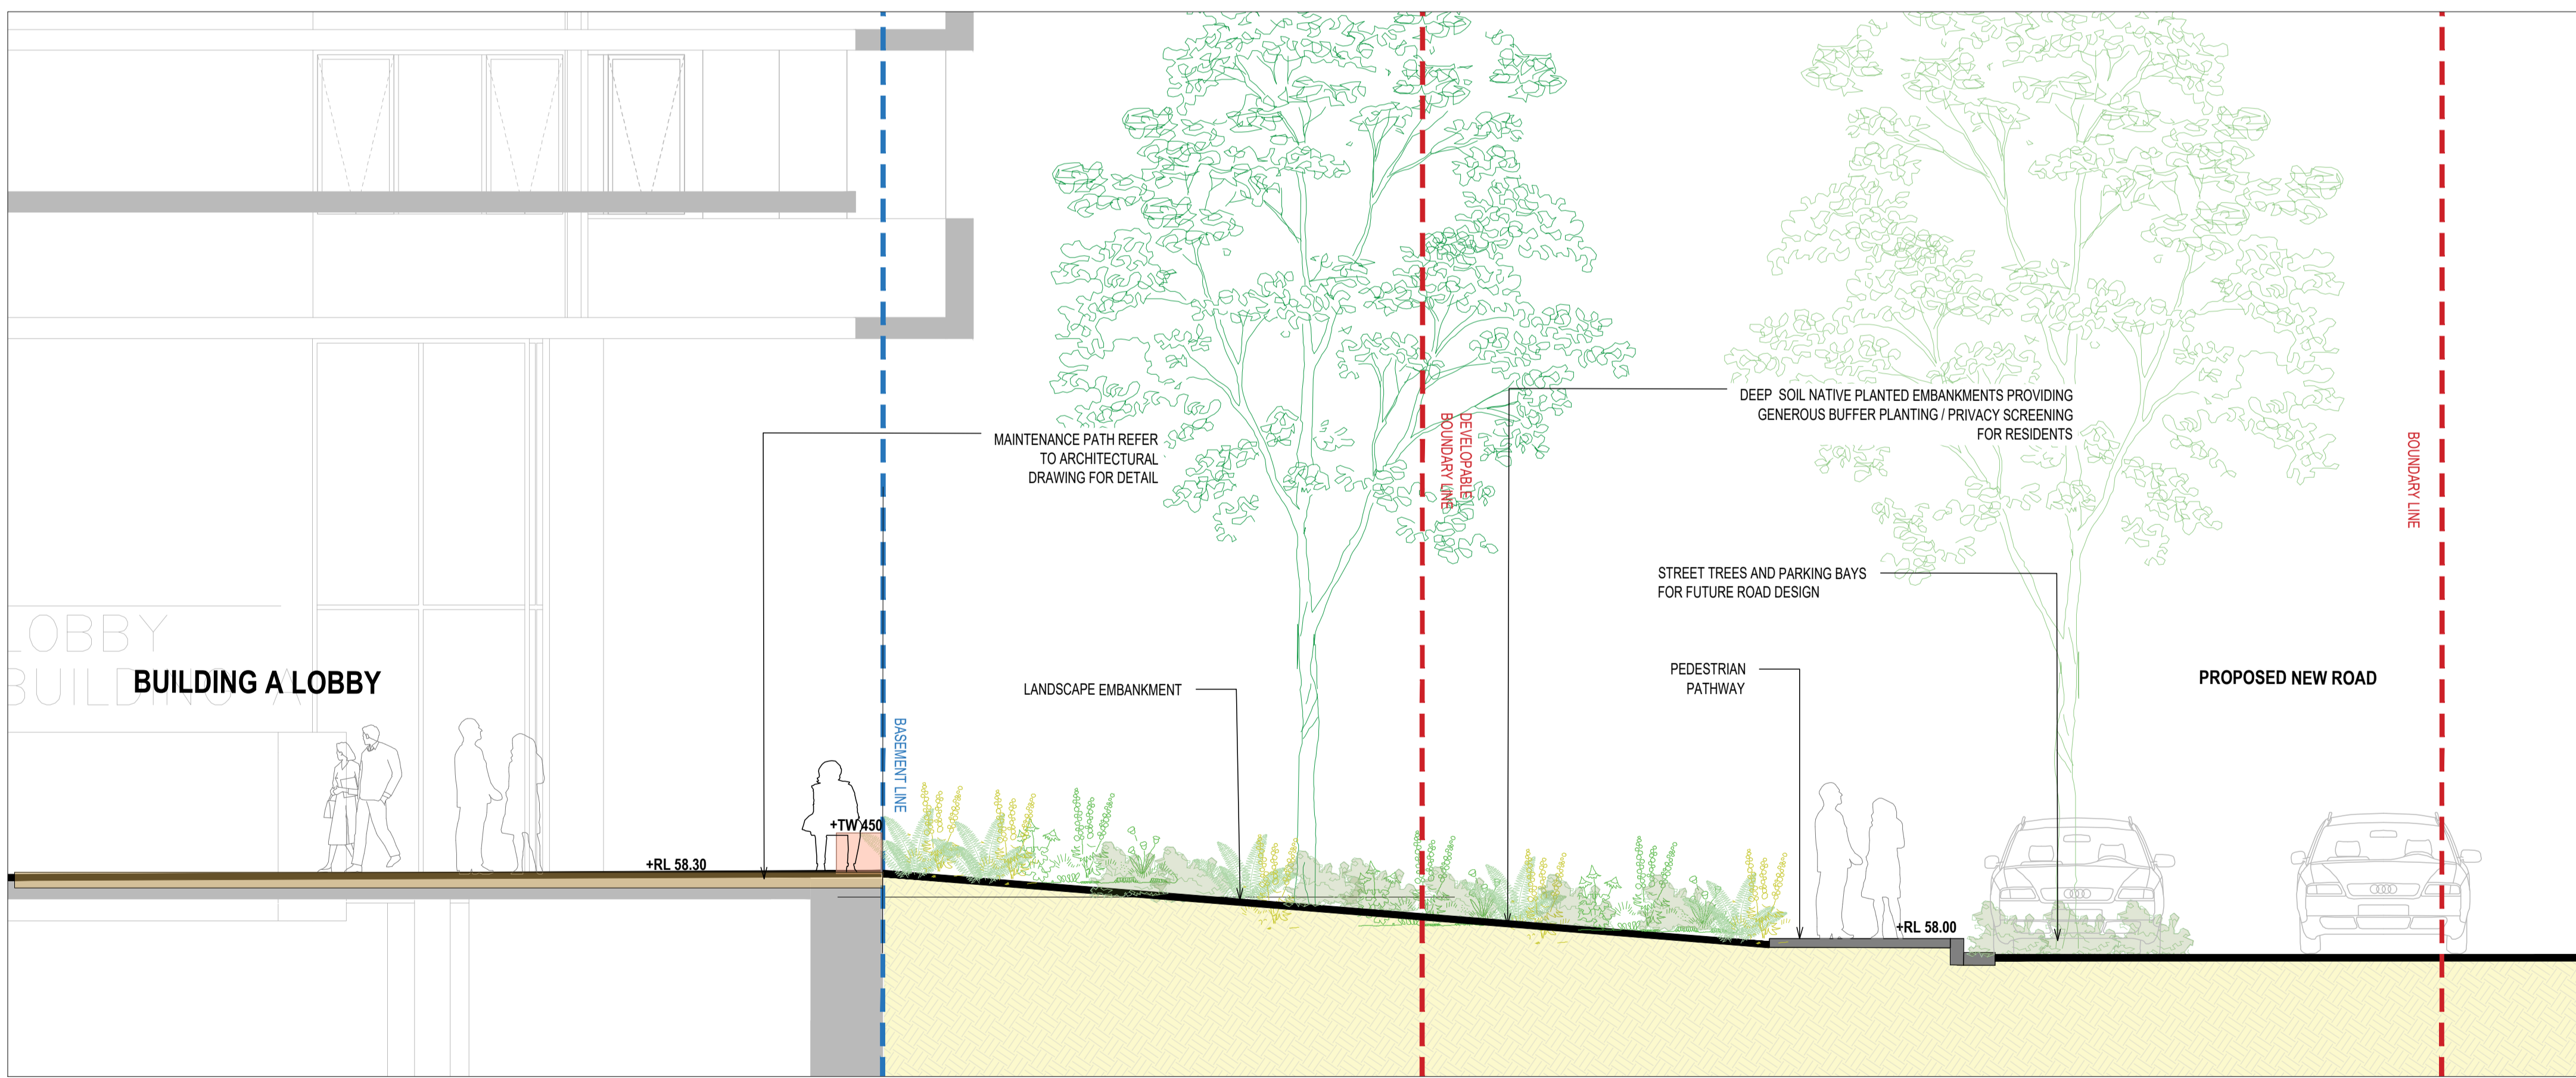 MAINTENANCE PATH REFER
TO ARCHITECTURAL
DRAWING FOR DETAIL
DEVELOPABLE
BOUNDARY LINE
DEEP SOIL NATIVE PLANTED EMBANKMENTS PROVIDING
GENEROUS BUFFER PLANTING / PRIVACY SCREENING
FOR RESIDENTS
BOUNDARY LINE
STREET TREES AND PARKING BAYS
FOR FUTURE ROAD DESIGN
LOBBY
BUILDING A
BUILDING A LOBBY
LANDSCAPE EMBANKMENT
PEDESTRIAN
PATHWAY
PROPOSED NEW ROAD
BASEMENT LINE
+TW 450
+RL 58.30
+RL 58.00